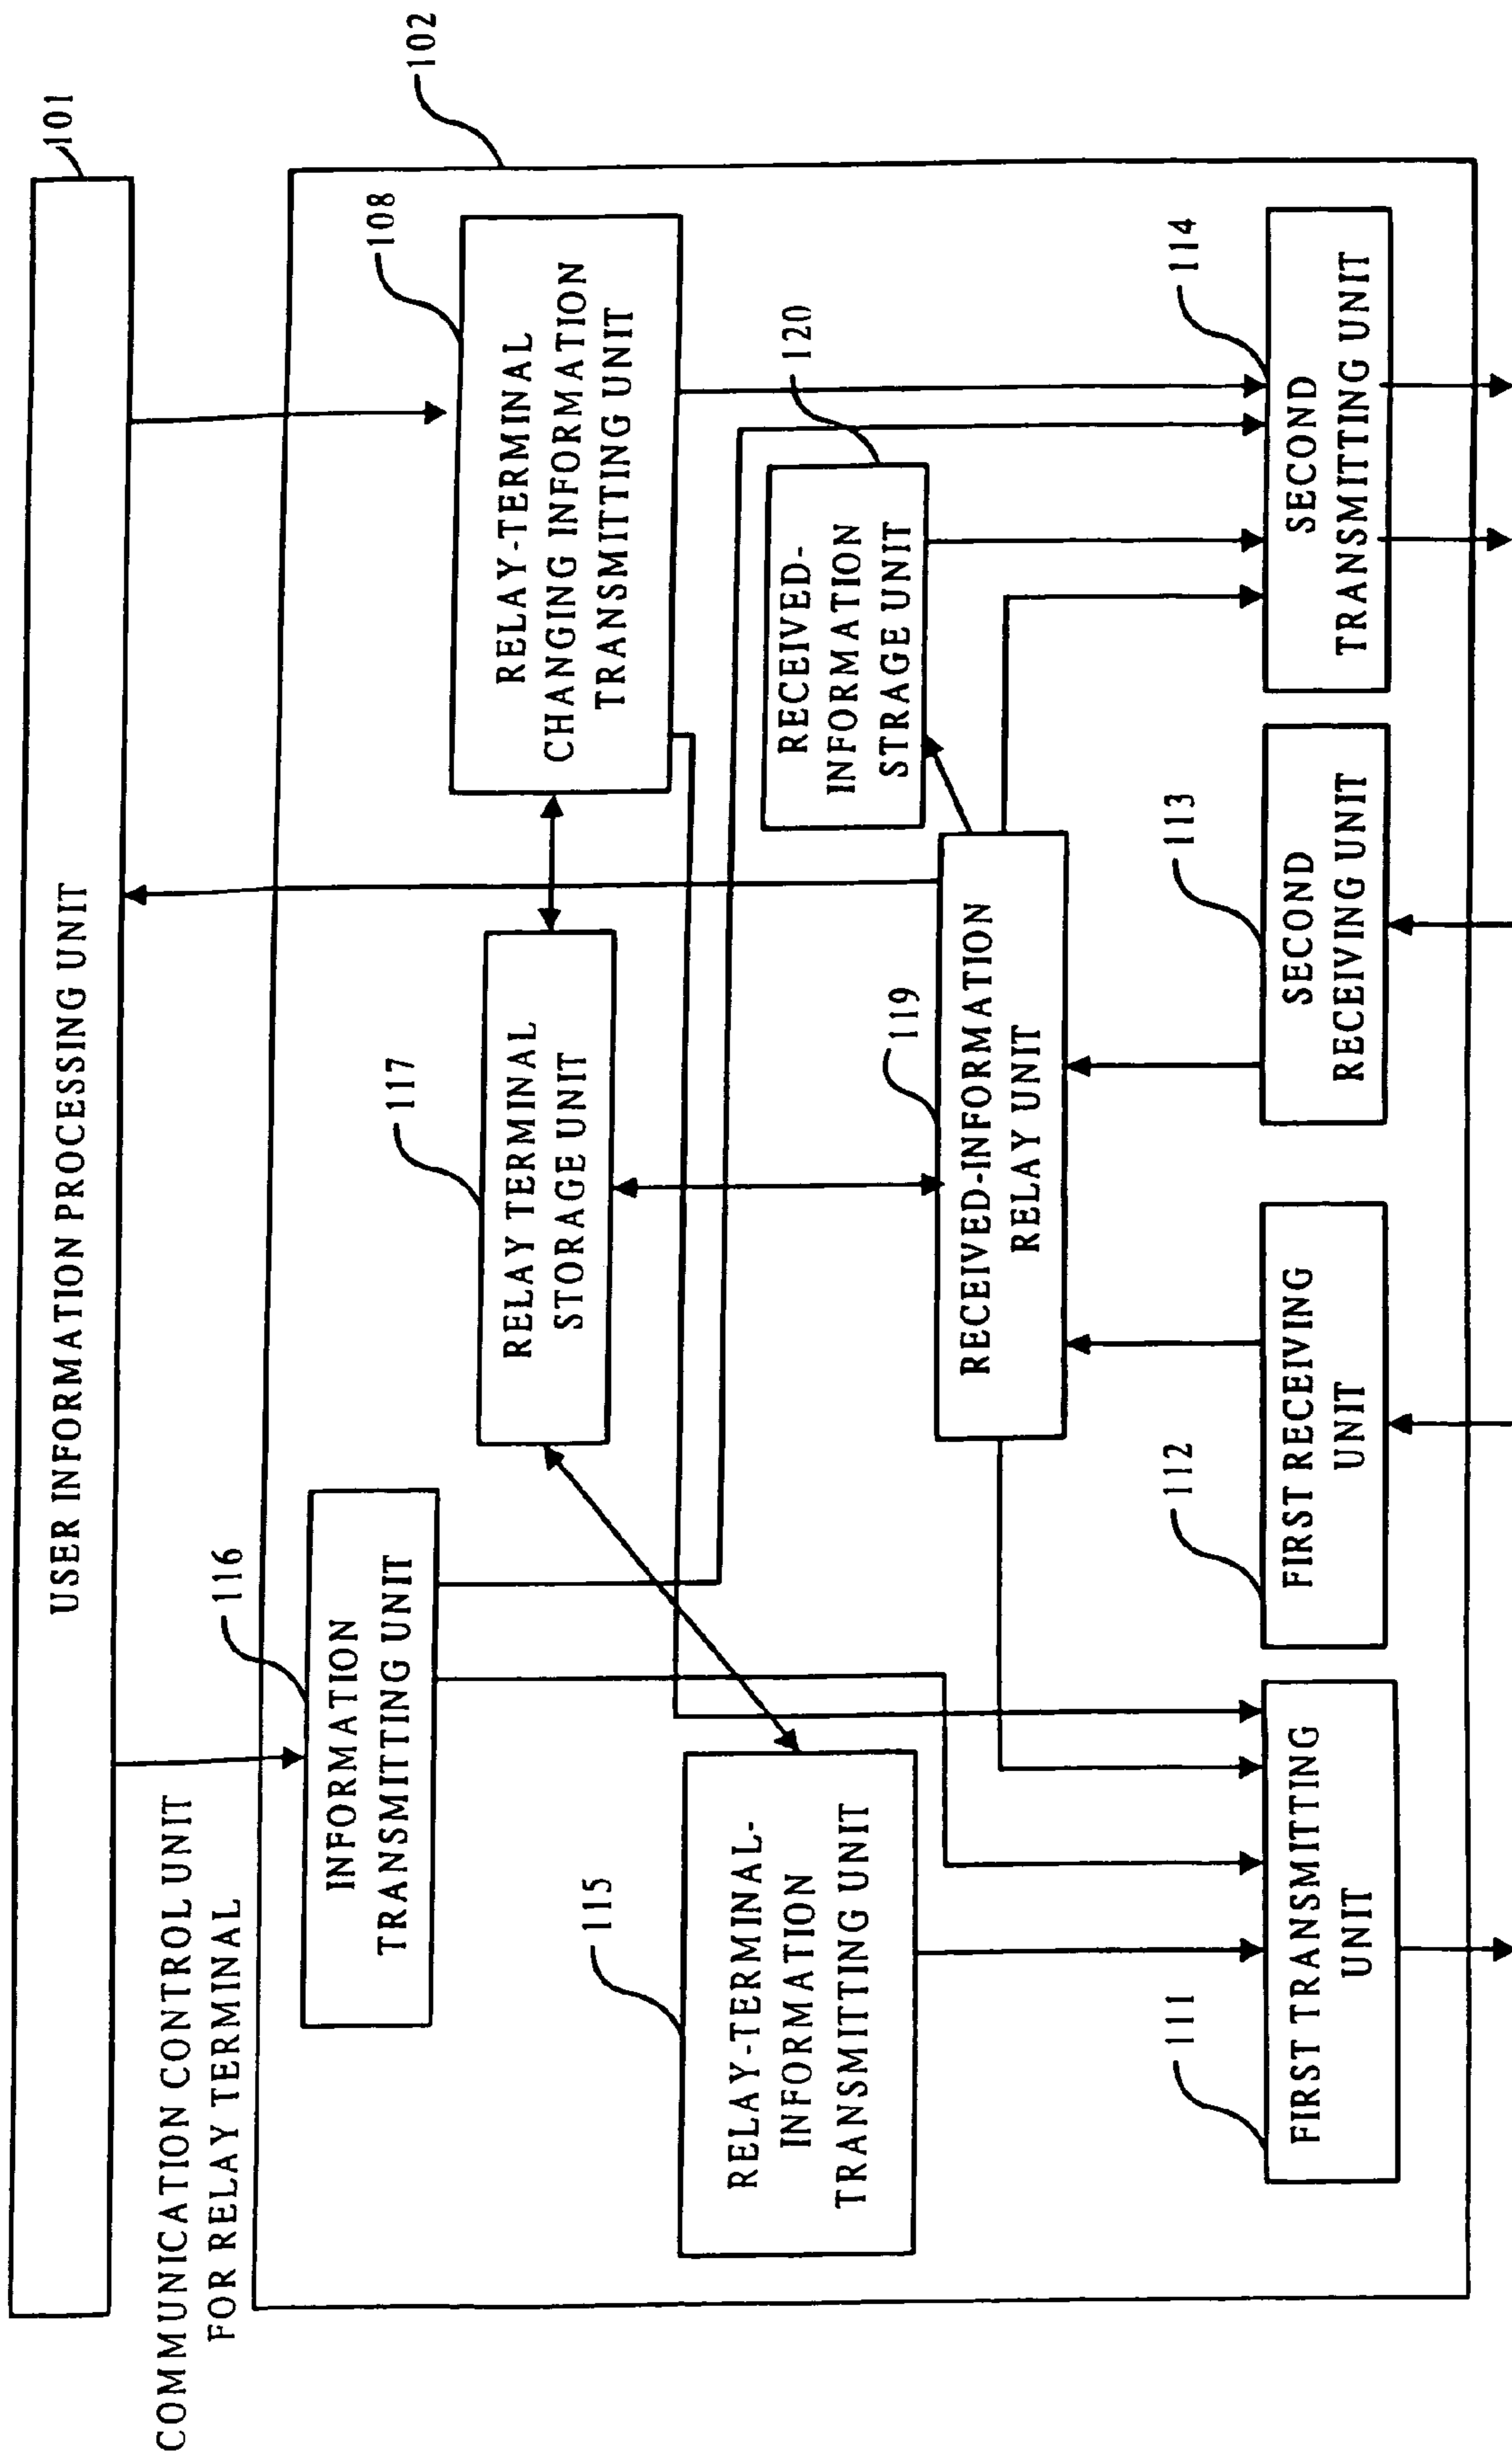 101
USER INFORMATION PROCESSING UNIT
COMMUNICATION CONTROL UNIT
FOR RELAY TERMINAL
102
116
INFORMATION
TRANSMITTING UNIT
117
RELAY TERMINAL
STORAGE UNIT
108
RELAY-TERMINAL
CHANGING INFORMATION
TRANSMITTING UNIT
115
RELAY-TERMINAL-
INFORMATION
TRANSMITTING UNIT
120
RECEIVED-
INFORMATION
STRAGE UNIT
119
RECEIVED-INFORMATION
RELAY UNIT
111
FIRST TRANSMITTING
UNIT
112
FIRST RECEIVING
UNIT
113
SECOND
RECEIVING UNIT
114
SECOND
TRANSMITTING UNIT